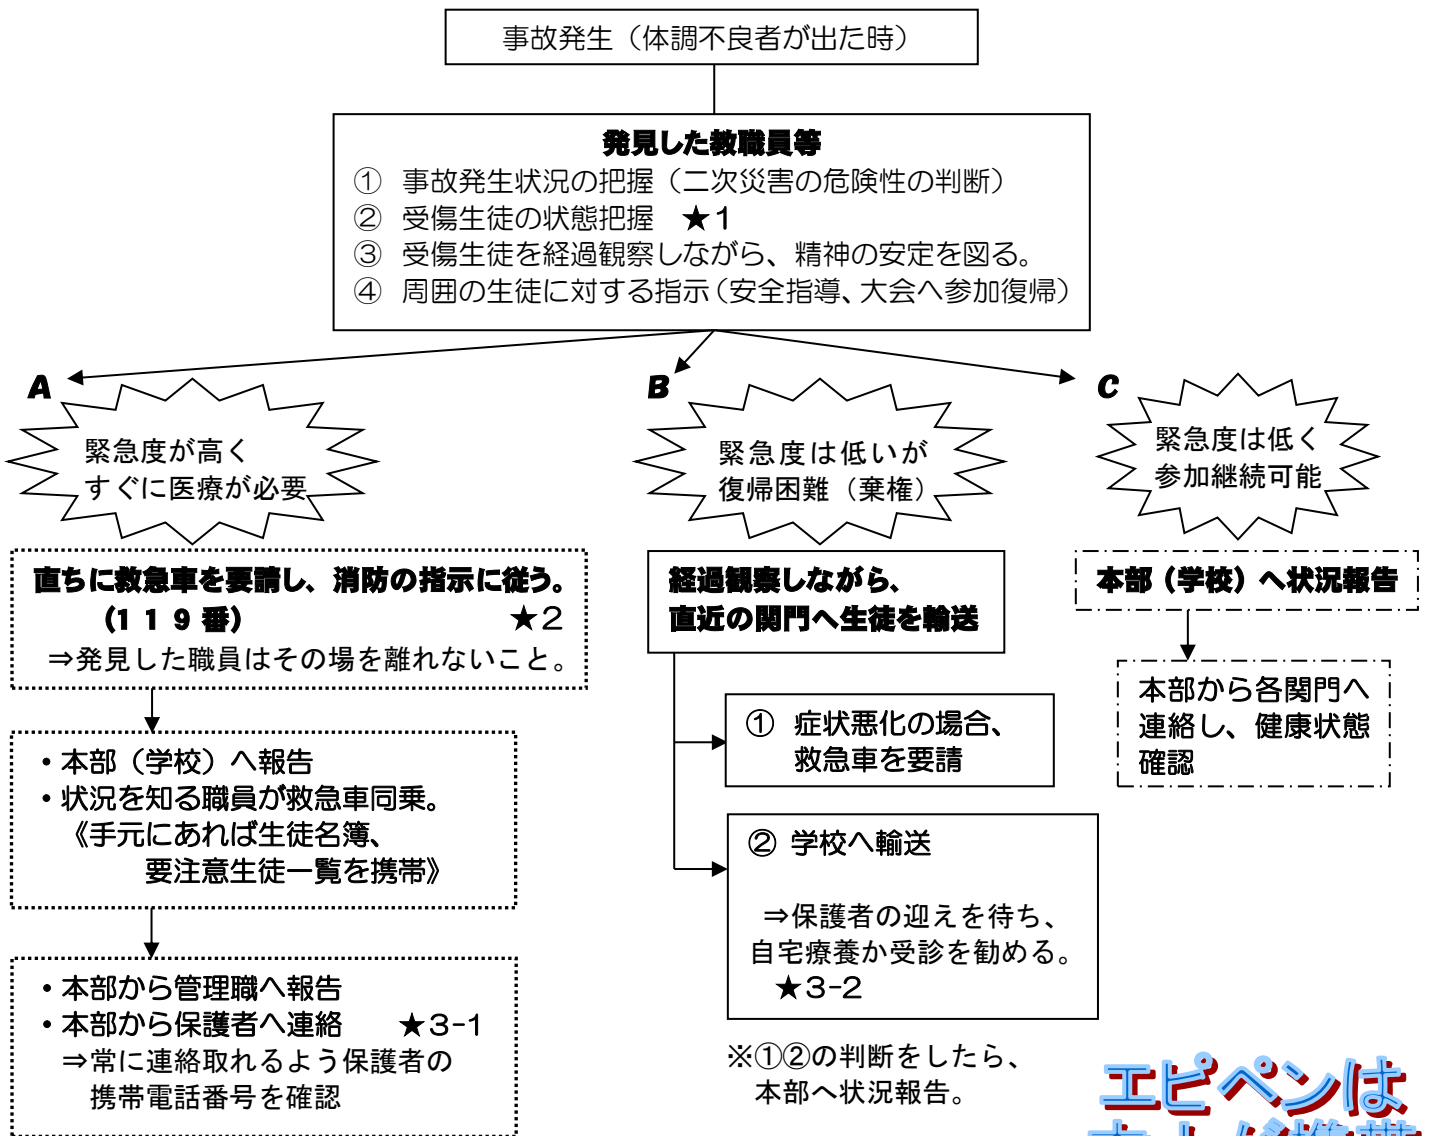 事故発生（体調不良者が出た時）
発見した教職員等
① 事故発生状況の把握（二次災害の危険性の判断）
② 受傷生徒の状態把握 ★１
③ 受傷生徒を経過観察しながら、精神の安定を図る。
④ 周囲の生徒に対する指示（安全指導、大会へ参加復帰）
A
緊急度が高く
すぐに医療が必要
直ちに救急車を要請し、消防の指示に従う。
（１１９番） ★２
⇒発見した職員はその場を離れないこと。
・本部（学校）へ報告
・状況を知る職員が救急車同乗。
《手元にあれば生徒名簿、
要注意生徒一覧を携帯》
・本部から管理職へ報告
・本部から保護者へ連絡 ★３-１
⇒常に連絡取れるよう保護者の
携帯電話番号を確認
B
緊急度は低いが
復帰困難（棄権）
経過観察しながら、
直近の関門へ生徒を輸送
① 症状悪化の場合、
救急車を要請
② 学校へ輸送
⇒保護者の迎えを待ち、
自宅療養か受診を勧める。
★３-２
※①②の判断をしたら、
本部へ状況報告。
C
緊急度は低く
参加継続可能
本部（学校）へ状況報告
本部から各関門へ
連絡し、健康状態
確認
エピペンは